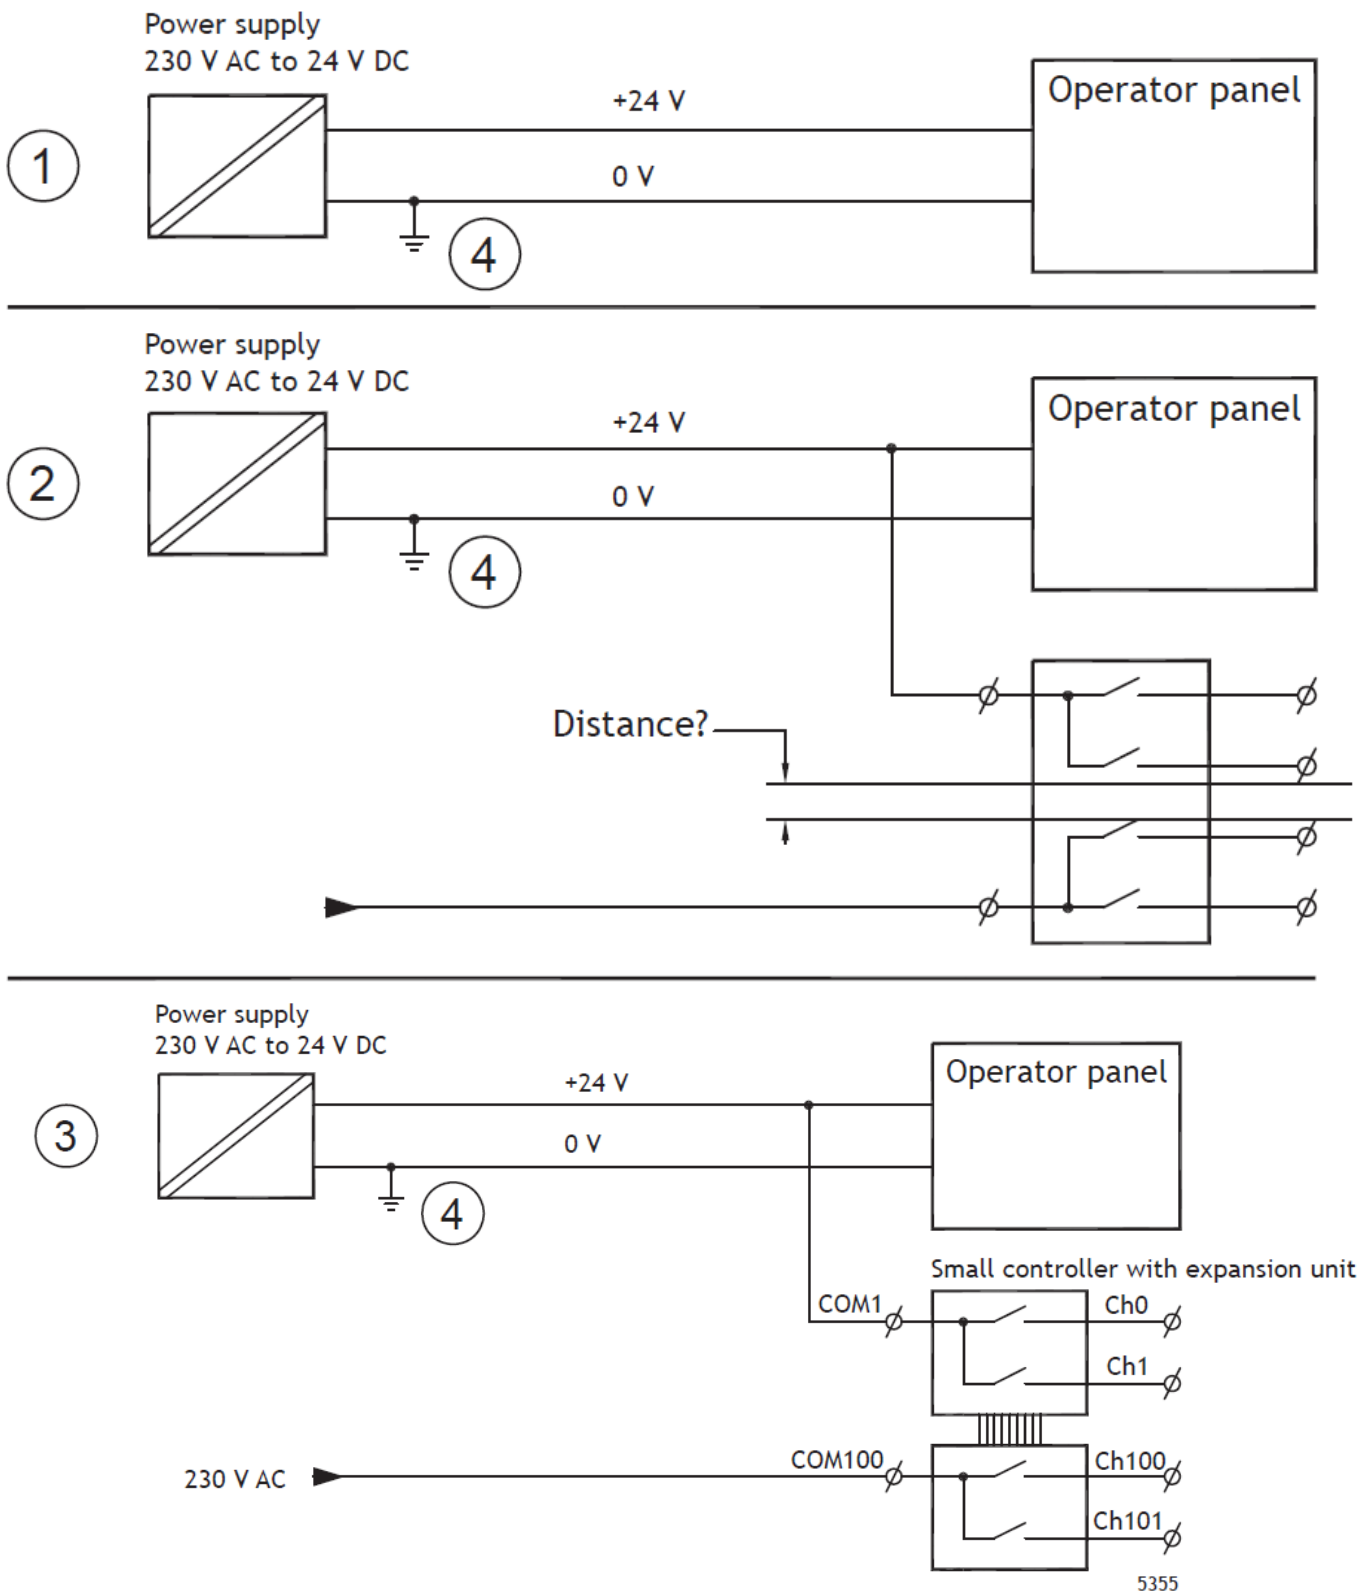 Power supply
230 V AC to 24 V DC
+24 V
Operator panel
1
0 V
4
Power supply
230 V AC to 24 V DC
+24 V
Operator panel
2
0 V
4
Distance?
Power supply
230 V AC to 24 V DC
+24 V
Operator panel
3
0 V
4
Small controller with expansion unit
COM1
Ch0
Ch1
COM100
Ch100
230 V AC
Ch101
5355